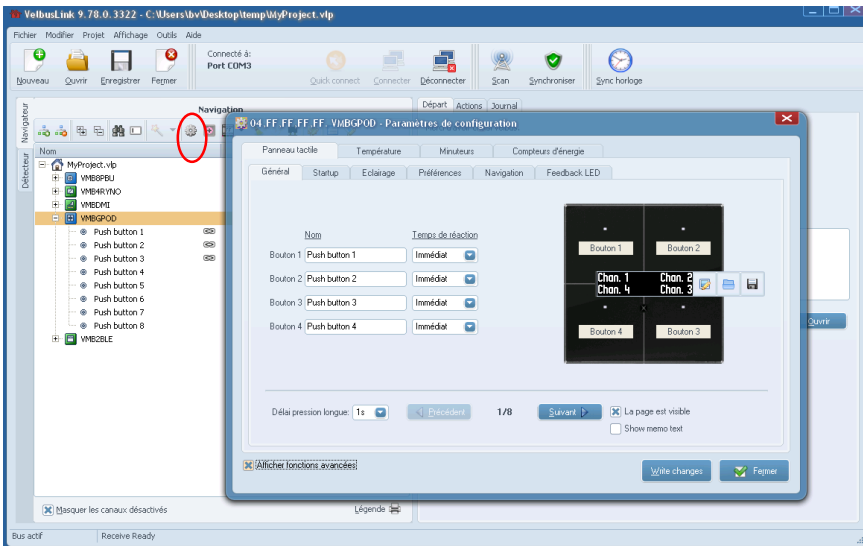 VelbusLink 9.78.0.3322 - C:\Users\bv\Desktop\temp\MyProject.vlp
Fichier Modifier Projet Affichage Outils Aide
Connecté à:
Port COM3
Nouveau Ouvrir Enregistrer Fermer Quick connect Connecter Déconnecter Scan Synchroniser Sync horloge
Navigateur
Détecteur
Navigation
Départ Actions Journal
Nom
MyProject.vlp
VMB8PBU
VMB4RYNO
VMBDMI
VMBGPOD
Push button 1
Push button 2
Push button 3
Push button 4
Push button 5
Push button 6
Push button 7
Push button 8
VMB2BLE
04,FF,FF,FF,FF, VMBGPOD - Paramètres de configuration
Panneau tactile Température Minuteurs Compteurs d'énergie
Général Startup Eclairage Préférences Navigation Feedback LED
Nom Temps de réaction
Bouton 1 Push button 1 Immédiat
Bouton 2 Push button 2 Immédiat
Bouton 3 Push button 3 Immédiat
Bouton 4 Push button 4 Immédiat
Bouton 1 Bouton 2
Chan. 1 Chan. 2
Chan. 4 Chan. 3
Bouton 4 Bouton 3
Délai pression longue: 1s Précédent 1/8 Suivant La page est visible
Show memo text
Afficher fonctions avancées
Write changes Fermer
Ouvrir
Masquer les canaux désactivés Légende
Bus actif Receive Ready